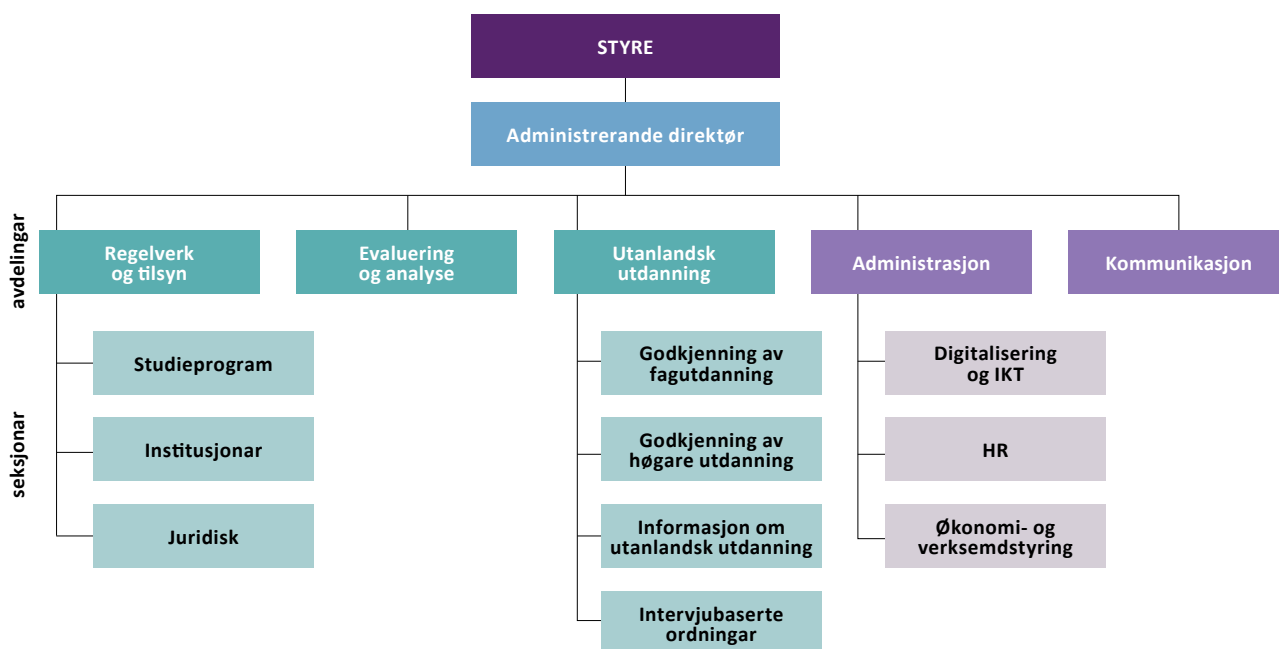 STYRE
Administrerande direktør
avdelingar
Regelverk
og tilsyn
Evaluering
og analyse
Utanlandsk
utdanning
Administrasjon
Kommunikasjon
seksjonar
Studieprogram
Institusjonar
Juridisk
Godkjenning av
fagutdanning
Godkjenning av
høgare utdanning
Informasjon om
utanlandsk utdanning
Intervjubaserte
ordningar
Digitalisering
og IKT
HR
Økonomi- og
verksemdstyring